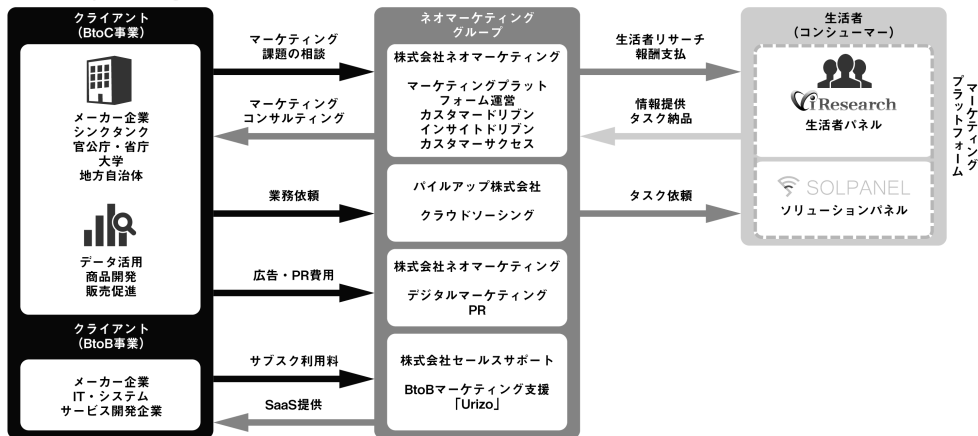 クライアント
(BtoC事業)
メーカー企業
シンクタンク
官公庁・省庁
大学
地方自治体
データ活用
商品開発
販売促進
クライアント
(BtoB事業)
メーカー企業
IT・システム
サービス開発企業
マーケティング
課題の相談
マーケティング
コンサルティング
業務依頼
広告・PR費用
サブスク利用料
SaaS提供
ネオマーケティング
グループ
株式会社ネオマーケティング
マーケティングプラット
フォーム運営
カスタマードリブン
インサイトドリブン
カスタマーサクセス
パイルアップ株式会社
クラウドソーシング
株式会社ネオマーケティング
デジタルマーケティング
PR
株式会社セールスサポート
BtoBマーケティング支援
「Urizo」
生活者リサーチ
報酬支払
情報提供
タスク納品
タスク依頼
生活者
(コンシューマー)
iResearch
生活者パネル
SOLPANEL
ソリューションパネル
マーケティング
プラットフォーム